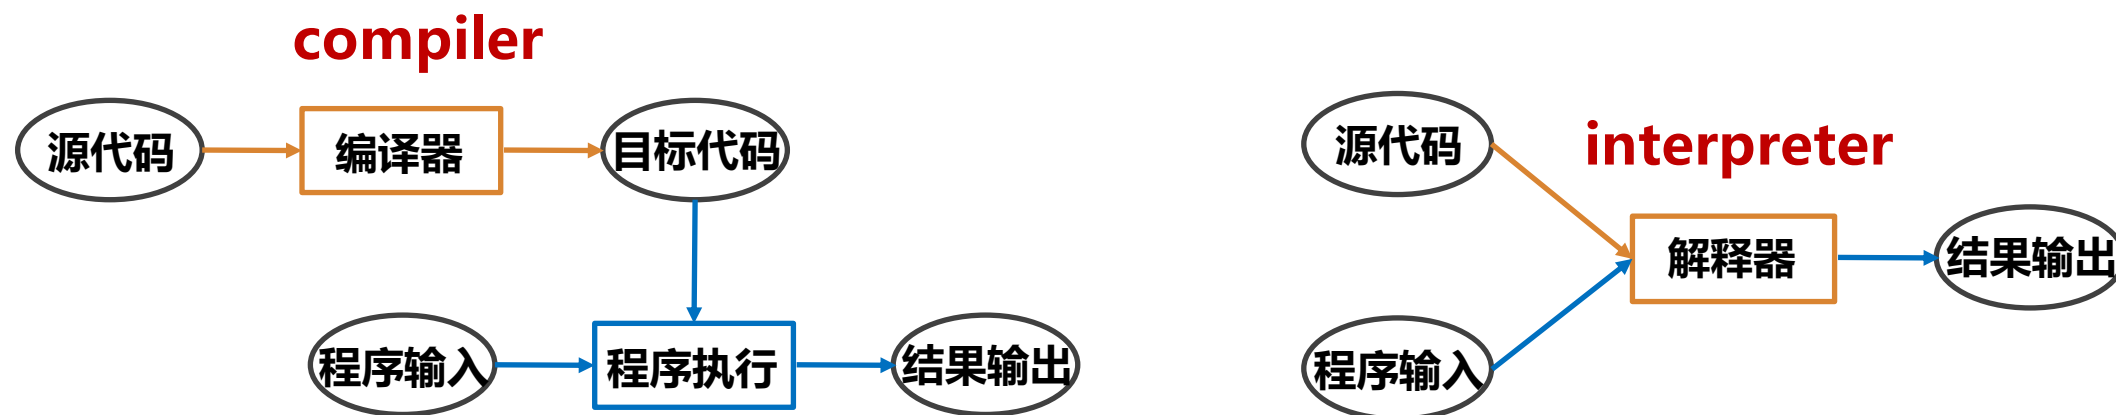 compiler
源代码
编译器
目标代码
程序输入
程序执行
结果输出
源代码
interpreter
解释器
结果输出
程序输入